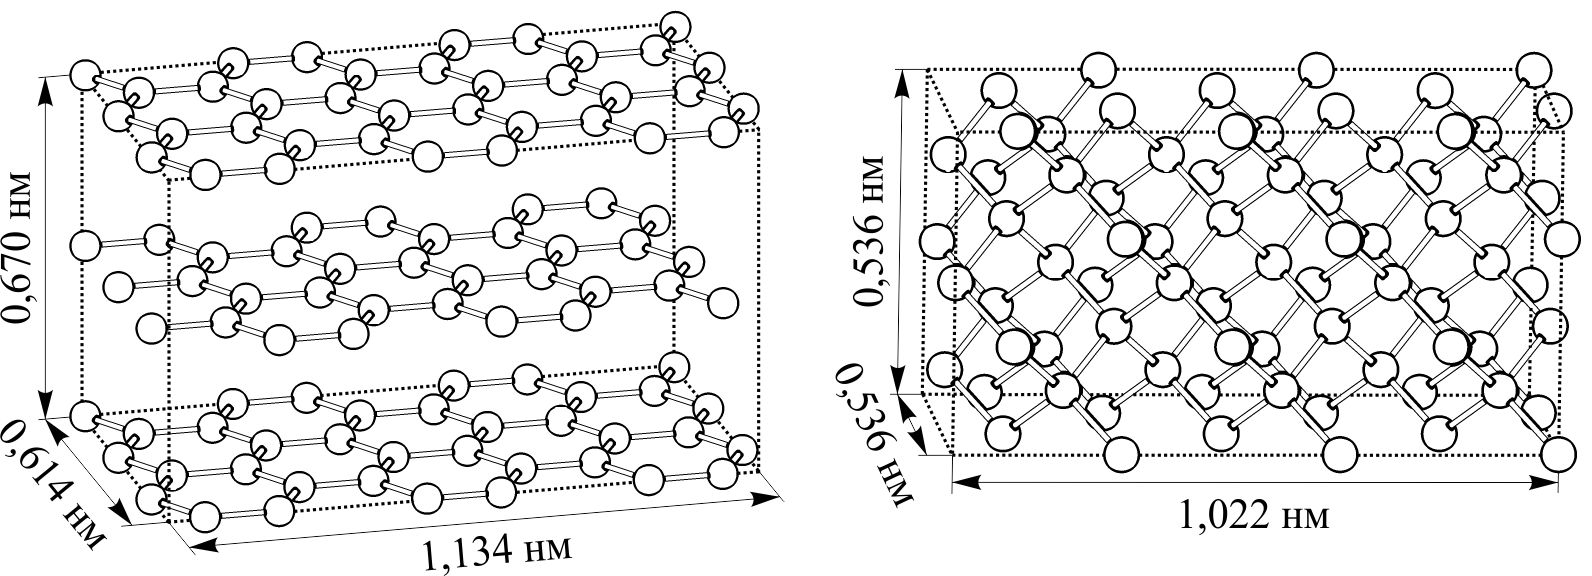 0,670 нм
0,614 нм
1,134 нм
0,536 нм
0,536 нм
1,022 нм